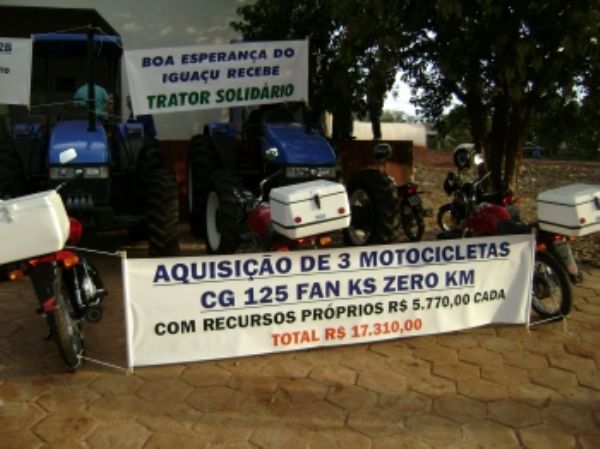 BOA ESPERANÇA DO
IGUAÇU RECEBE
TRATOR SOLIDÁRIO
AQUISIÇÃO DE 3 MOTOCICLETAS
CG 125 FAN KS ZERO KM
COM RECURSOS PRÓPRIOS R$ 5.770,00 CADA
TOTAL R$ 17.310,00